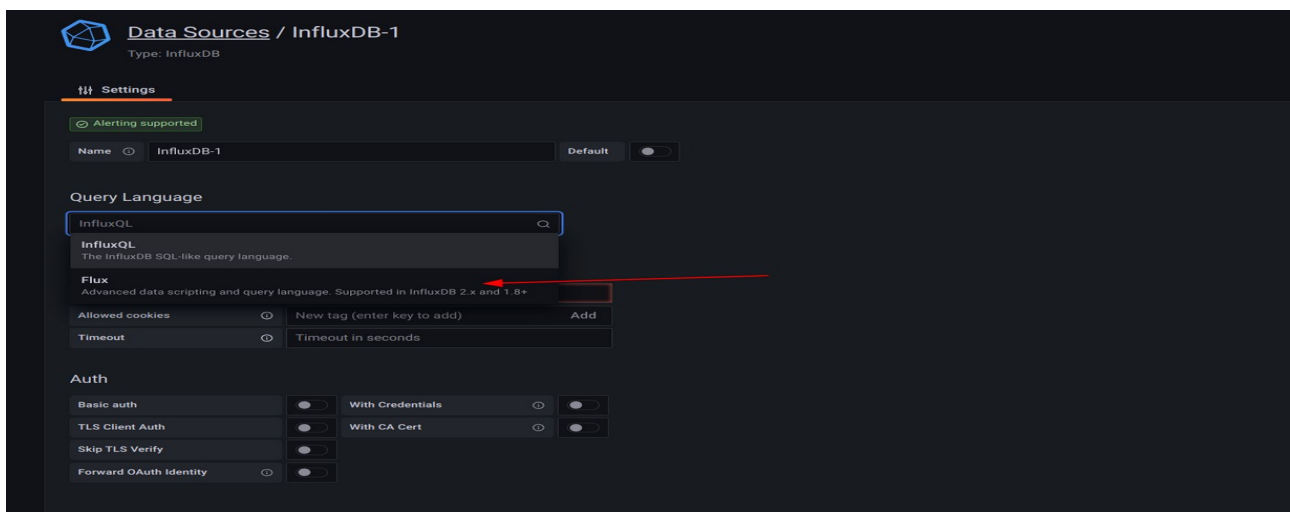 Data Sources / InfluxDB-1
Type: InfluxDB
Settings
Alerting supported
Name InfluxDB-1 Default
Query Language
InfluxQL
InfluxQL
The InfluxDB SQL-like query language.
Flux
Advanced data scripting and query language. Supported in InfluxDB 2.x and 1.8+
Allowed cookies New tag (enter key to add) Add
Timeout Timeout in seconds
Auth
Basic auth With Credentials
TLS Client Auth With CA Cert
Skip TLS Verify
Forward OAuth Identity